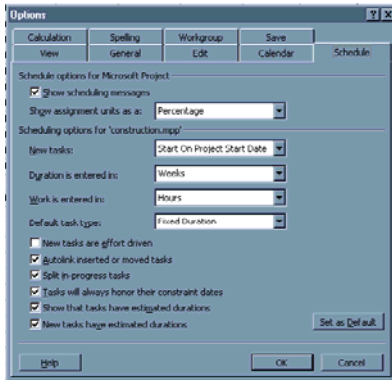 Options
Calculation Spelling Workgroup Save
View General Edit Calendar Schedule
Schedule options for Microsoft Project
Show scheduling messages
Show assignment units as a: Percentage
Scheduling options for 'construction.mpp'
New tasks: Start On Project Start Date
Duration is entered in: Weeks
Work is entered in: Hours
Default task type: Fixed Duration
New tasks are effort driven
Autolink inserted or moved tasks
Split in-progress tasks
Tasks will always honor their constraint dates
Show that tasks have estimated durations
New tasks have estimated durations
Set as Default
Help OK Cancel